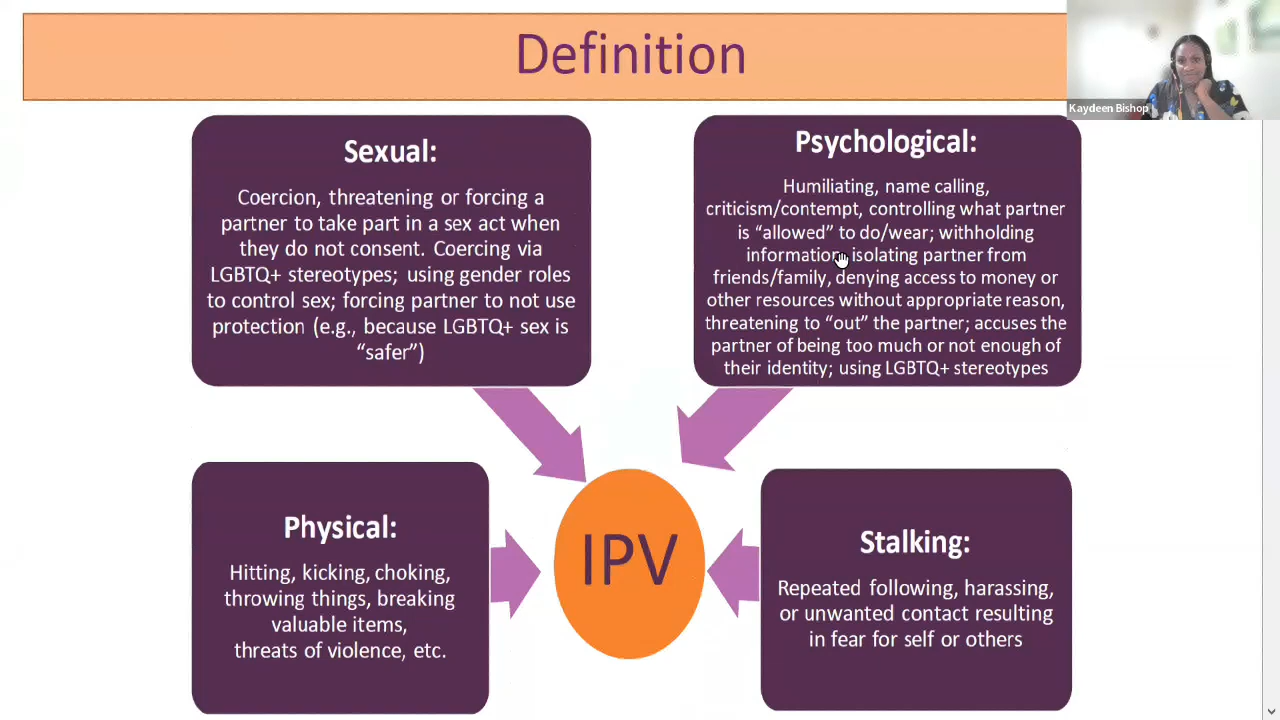 Definition
Kaydeen Bishop
Sexual:
Coercion, threatening or forcing a
partner to take part in a sex act when
they do not consent. Coercing via
LGBTQ+ stereotypes; using gender roles
to control sex; forcing partner to not use
protection (e.g., because LGBTQ+ sex is
“safer”)
Psychological:
Humiliating, name calling,
criticism/contempt, controlling what partner
is “allowed” to do/wear; withholding
information, isolating partner from
friends/family, denying access to money or
other resources without appropriate reason,
threatening to “out” the partner; accuses the
partner of being too much or not enough of
their identity; using LGBTQ+ stereotypes
Physical:
Hitting, kicking, choking,
throwing things, breaking
valuable items,
threats of violence, etc.
IPV
Stalking:
Repeated following, harassing,
or unwanted contact resulting
in fear for self or others